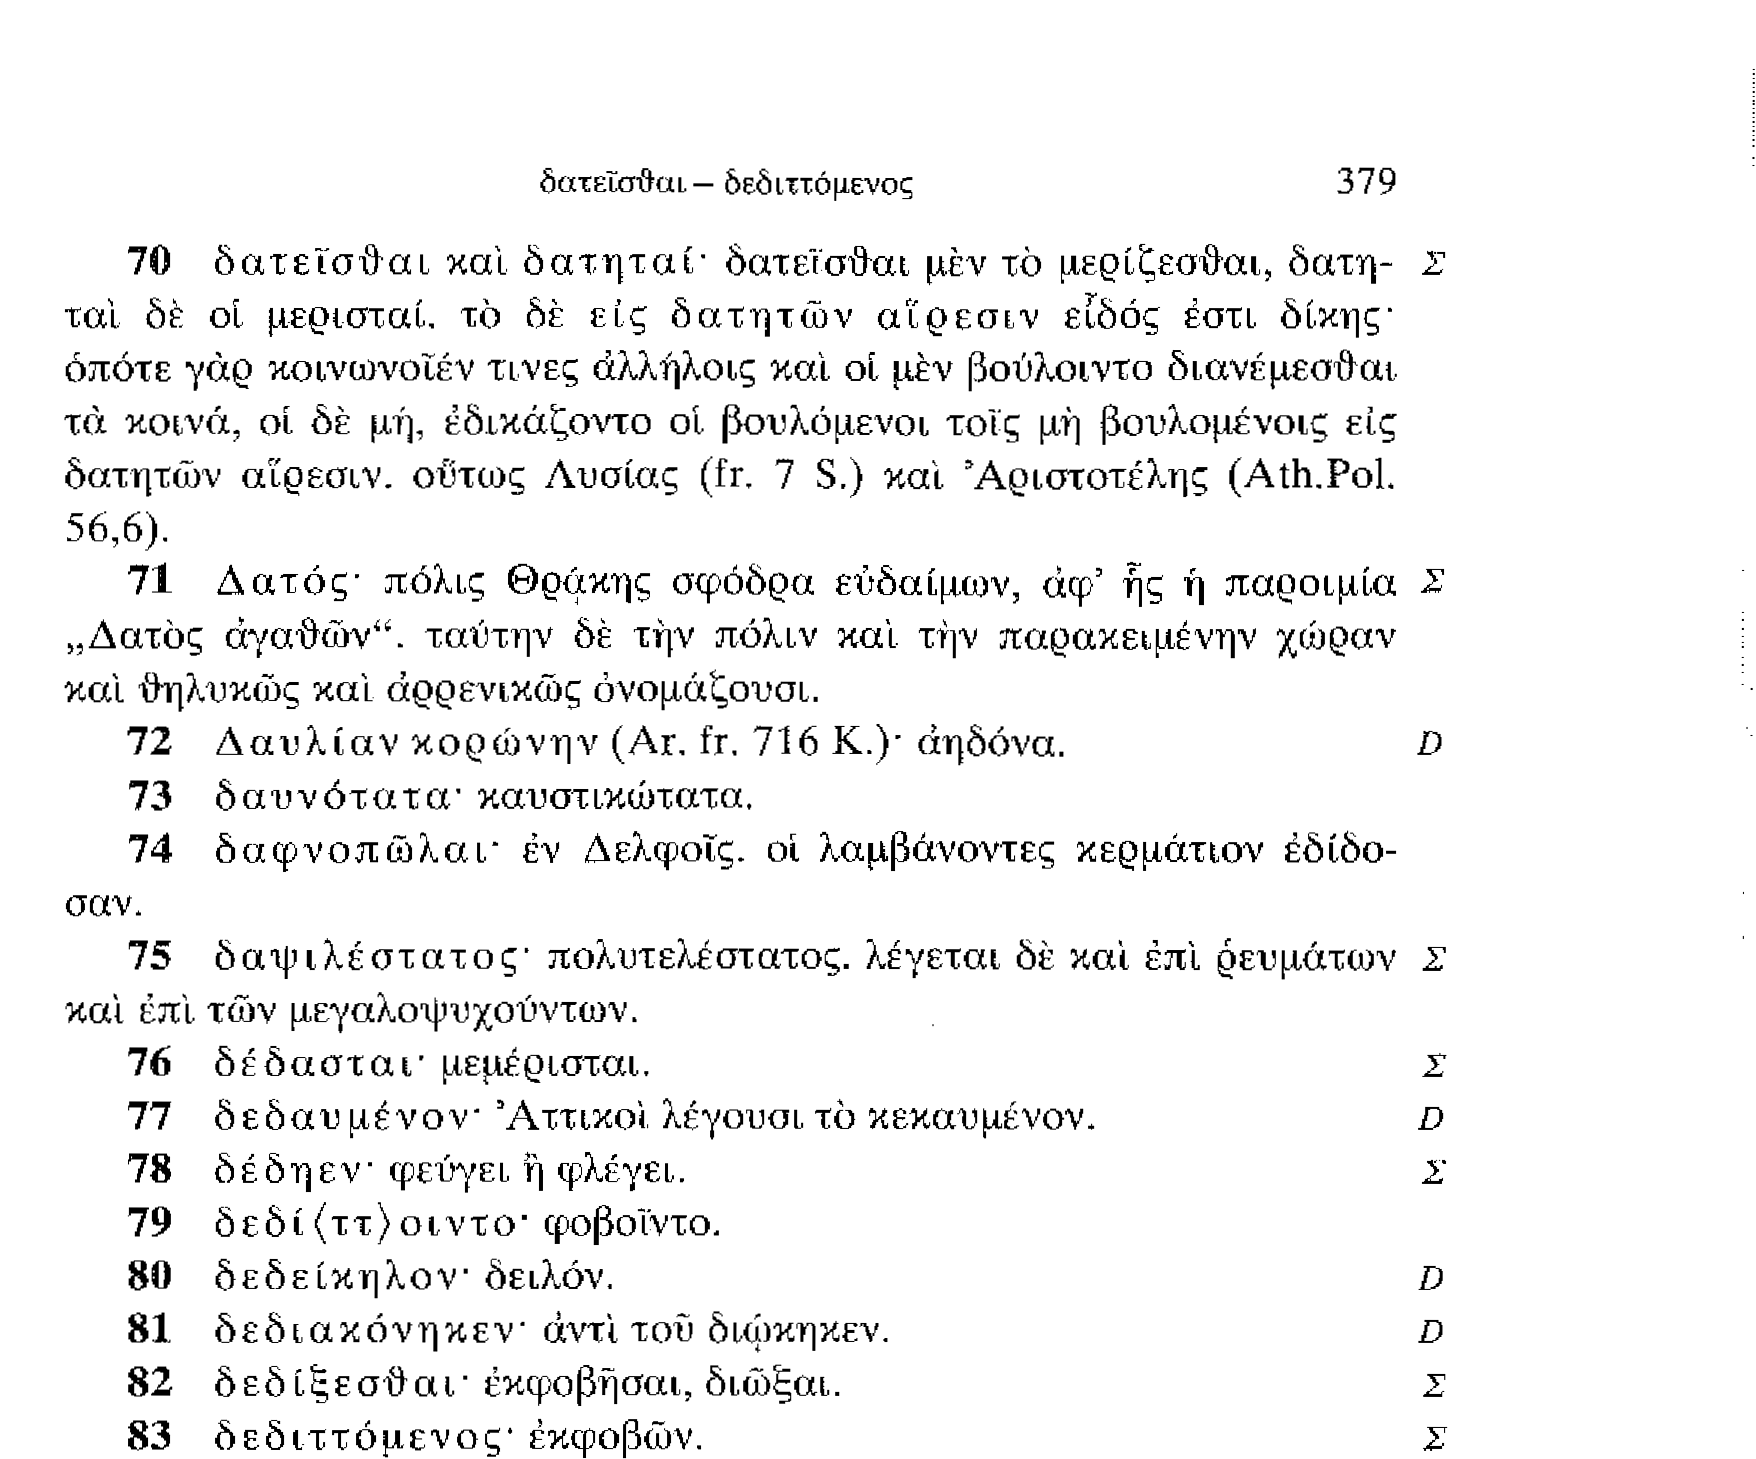 δατεῖσθαι – δεδιττόμενος 379
70 δατεῖσθαι καὶ δατηταί· δατεῖσθαι μὲν τὸ μερίζεσθαι, δατη- Σ
ταὶ δὲ οἱ μερισταί. τὸ δὲ εἰς δατητῶν αἵρεσιν εἶδός ἐστι δίκης·
ὁπότε γὰρ κοινωνοῖέν τινες ἀλλήλοις καὶ οἱ μὲν βούλοιντο διανέμεσθαι
τὰ κοινά, οἱ δὲ μή, ἐδικάζοντο οἱ βουλόμενοι τοῖς μὴ βουλομένοις εἰς
δατητῶν αἵρεσιν. οὕτως Λυσίας (fr. 7 S.) καὶ Ἀριστοτέλης (Ath.Pol.
56,6).
71 Δατός· πόλις Θρᾴκης σφόδρα εὐδαίμων, ἀφ’ ἧς ἡ παροιμία Σ
„Δατὸς ἀγαθῶν“. ταύτην δὲ τὴν πόλιν καὶ τὴν παρακειμένην χώραν
καὶ θηλυκῶς καὶ ἀρρενικῶς ὀνομάζουσι.
72 Δαυλίαν κορώνην (Ar. fr. 716 K.)· ἀηδόνα. D
73 δαυνότατα· καυστικώτατα.
74 δαφνοπῶλαι· ἐν Δελφοῖς. οἱ λαμβάνοντες κερμάτιον ἐδίδο-
σαν.
75 δαψιλέστατος· πολυτελέστατος. λέγεται δὲ καὶ ἐπὶ ῥευμάτων Σ
καὶ ἐπὶ τῶν μεγαλοψυχούντων.
76 δέδασται· μεμέρισται. Σ
77 δεδαυμένον· Ἀττικοὶ λέγουσι τὸ κεκαυμένον. D
78 δέδηεν· φεύγει ἢ φλέγει. Σ
79 δεδί⟨ττ⟩οιντο· φοβοῖντο.
80 δεδείκηλον· δειλόν. D
81 δεδιακόνηκεν· ἀντὶ τοῦ διῴκηκεν. D
82 δεδίξεσθαι· ἐκφοβῆσαι, διῶξαι. Σ
83 δεδιττόμενος· ἐκφοβῶν. Σ